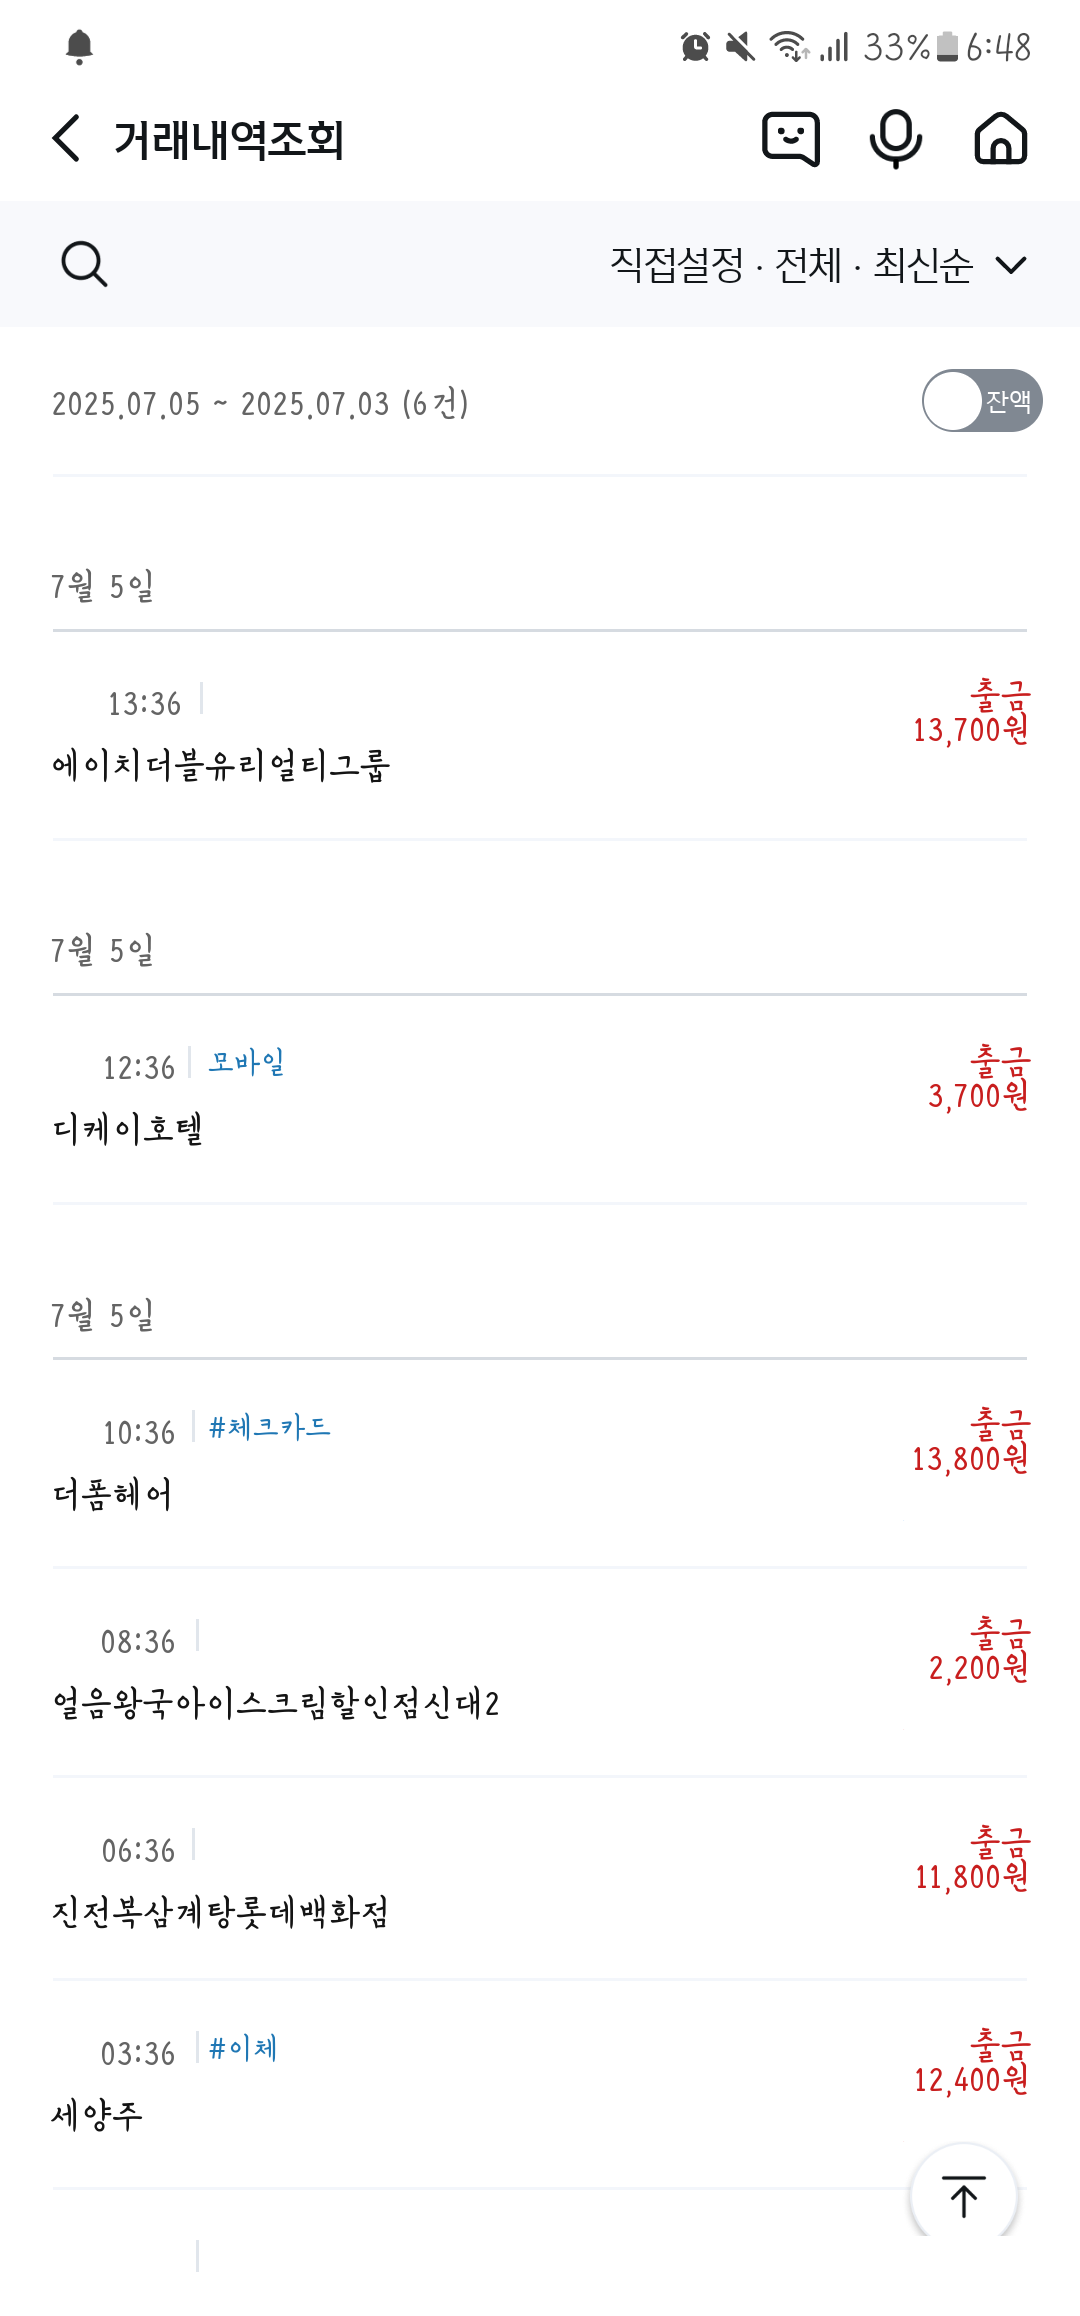 33% 6:48
거래내역조회
직접설정 · 전체 · 최신순
2025.07.05 ~ 2025.07.03 (6건)
잔액
7월 5일
13:36
출금
13,700원
에이치더블유리얼티그룹
7월 5일
12:36 모바일
출금
3,700원
디케이호텔
7월 5일
10:36 #체크카드
출금
13,800원
더폼헤어
08:36
출금
2,200원
얼음왕국아이스크림할인점신대2
06:36
출금
11,800원
진전복삼계탕롯데백화점
03:36 #이체
출금
12,400원
세양주